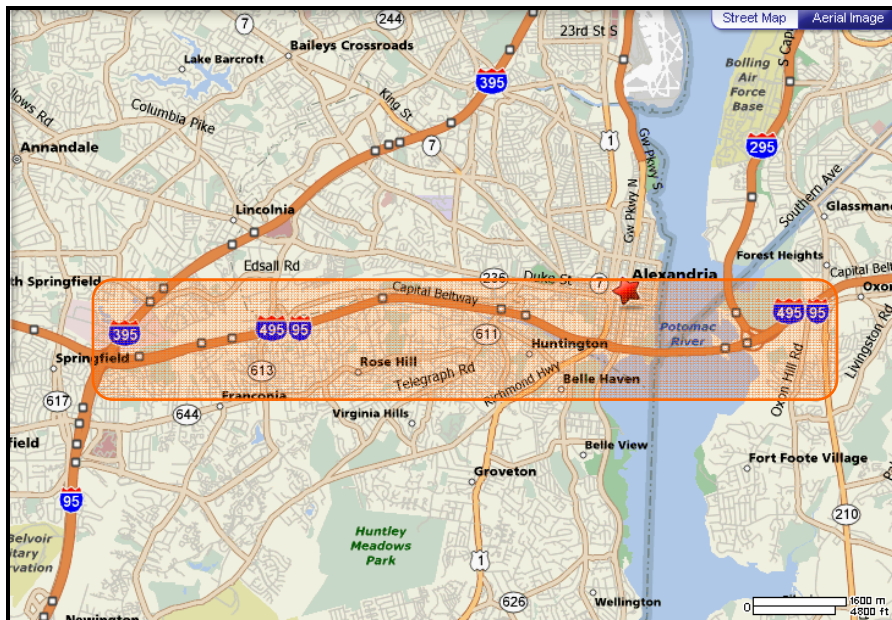 Street Map
Aerial Image
7
244
23rd St S
S Cap
Baileys Crossroads
Lake Barcroft
395
Bolling
Air
Force
Base
llows Rd
Columbia Pike
King St
7
1
Gw Pkwy S
295
Annandale
Southern Ave
Gw Pkwy N
Lincolnia
Glassman
Forest Heights
Edsall Rd
236
Duke St
7
Alexandria
Capital Beltway
th Springfield
Capital Beltway
Oxon
395
495
95
611
Potomac
River
495
95
Springfield
Huntington
Rose Hill
613
Telegraph Rd
Richmond Hwy
Belle Haven
Oxon Hill Rd
Livingston Rd
617
Franconia
644
Virginia Hills
field
Belle View
Groveton
Fort Foote Village
95
210
Belvoir
itary
rvation
Huntley
Meadows
Park
1
626
Wellington
Newington
0
1600 m
4800 ft